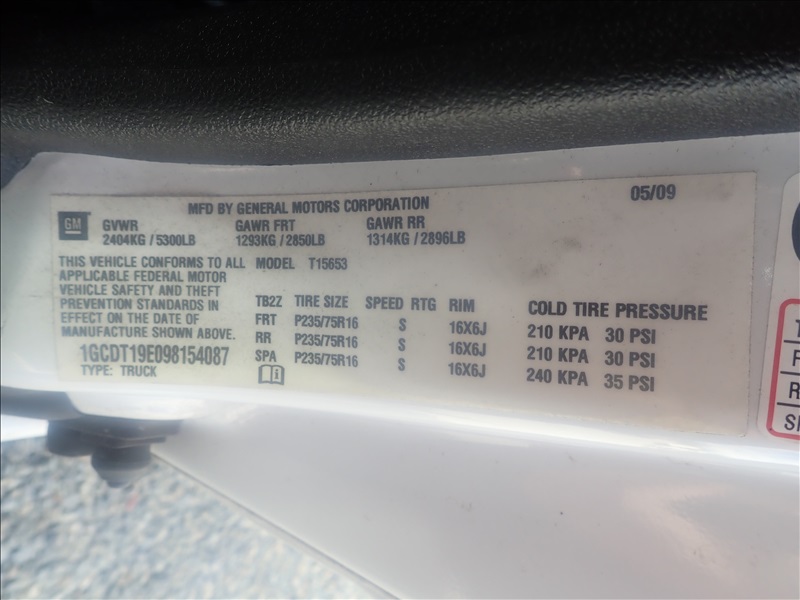 MFD BY GENERAL MOTORS CORPORATION 05/09
GM
GVWR GAWR FRT GAWR RR
2404KG / 5300LB 1293KG / 2850LB 1314KG / 2896LB
THIS VEHICLE CONFORMS TO ALL
APPLICABLE FEDERAL MOTOR
VEHICLE SAFETY AND THEFT
PREVENTION STANDARDS IN
EFFECT ON THE DATE OF
MANUFACTURE SHOWN ABOVE.
1GCDT19E098154087
TYPE: TRUCK
MODEL T15653
TB2Z TIRE SIZE SPEED RTG RIM COLD TIRE PRESSURE
FRT P235/75R16 S 16X6J 210 KPA 30 PSI
RR P235/75R16 S 16X6J 210 KPA 30 PSI
SPA P235/75R16 S 16X6J 240 KPA 35 PSI